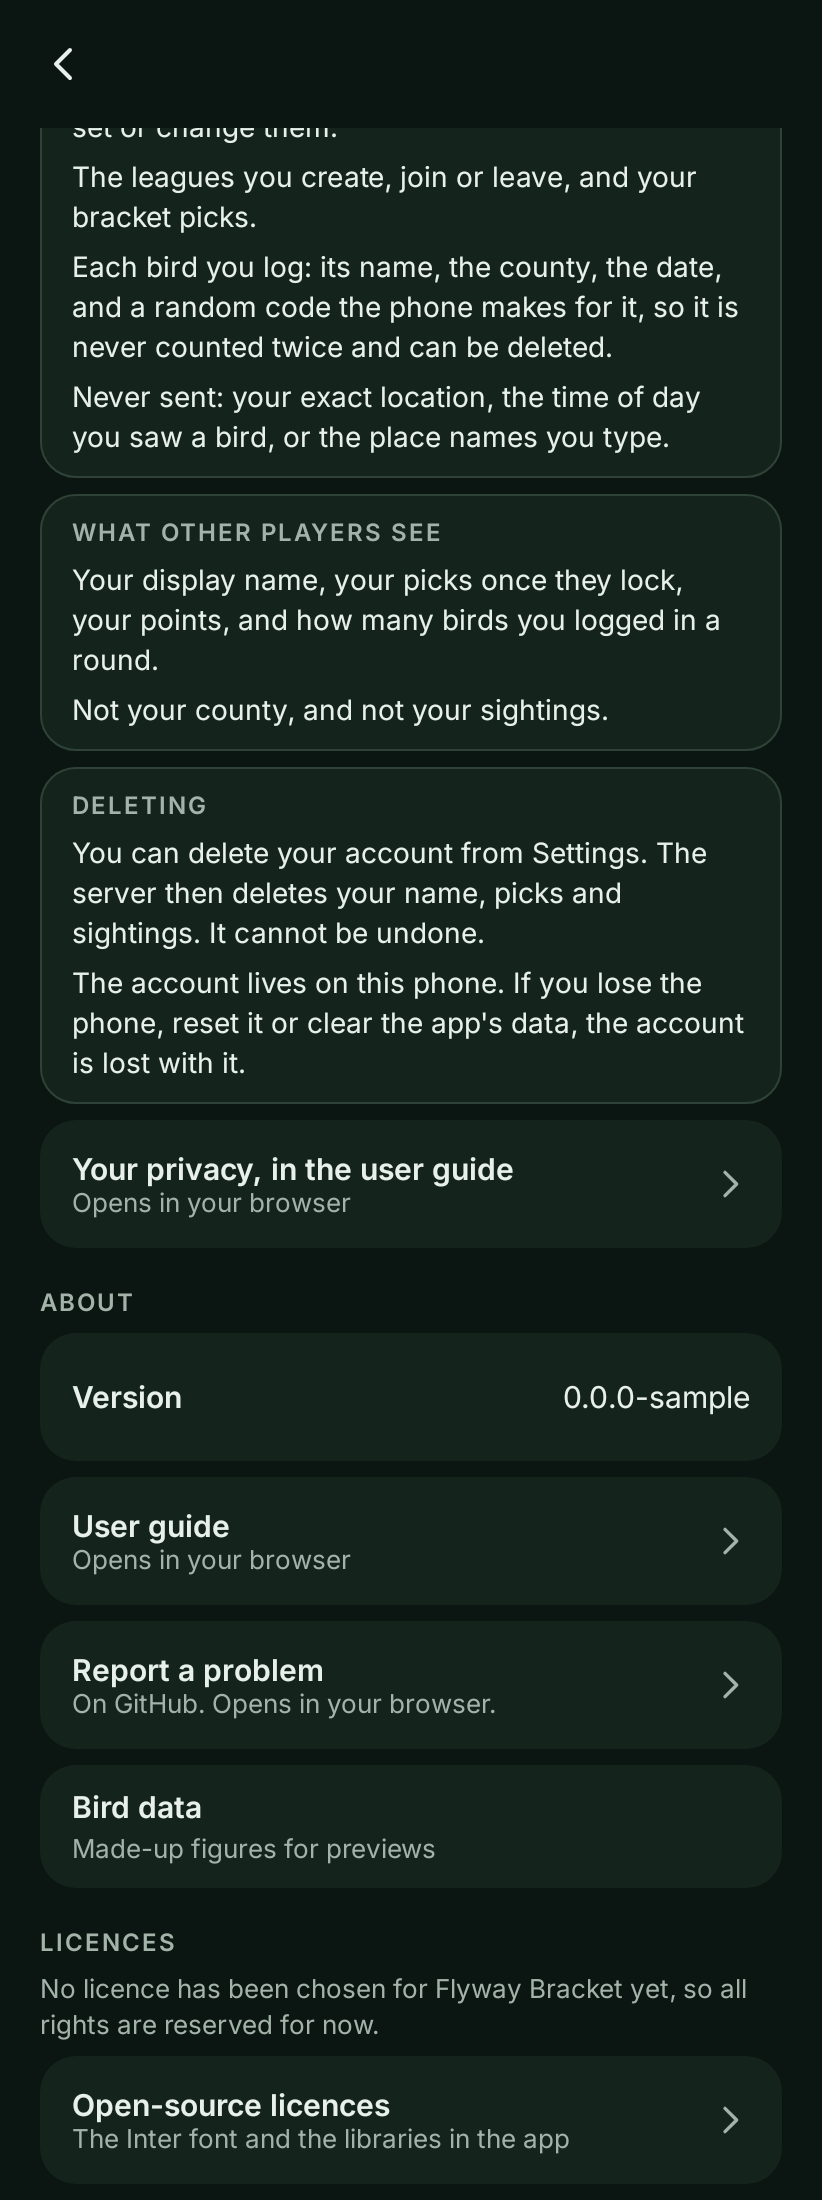 set or change them.
The leagues you create, join or leave, and your
bracket picks.
Each bird you log: its name, the county, the date,
and a random code the phone makes for it, so it is
never counted twice and can be deleted.
Never sent: your exact location, the time of day
you saw a bird, or the place names you type.
WHAT OTHER PLAYERS SEE
Your display name, your picks once they lock,
your points, and how many birds you logged in a
round.
Not your county, and not your sightings.
DELETING
You can delete your account from Settings. The
server then deletes your name, picks and
sightings. It cannot be undone.
The account lives on this phone. If you lose the
phone, reset it or clear the app's data, the account
is lost with it.
Your privacy, in the user guide
Opens in your browser
ABOUT
Version 0.0.0-sample
User guide
Opens in your browser
Report a problem
On GitHub. Opens in your browser.
Bird data
Made-up figures for previews
LICENCES
No licence has been chosen for Flyway Bracket yet, so all
rights are reserved for now.
Open-source licences
The Inter font and the libraries in the app